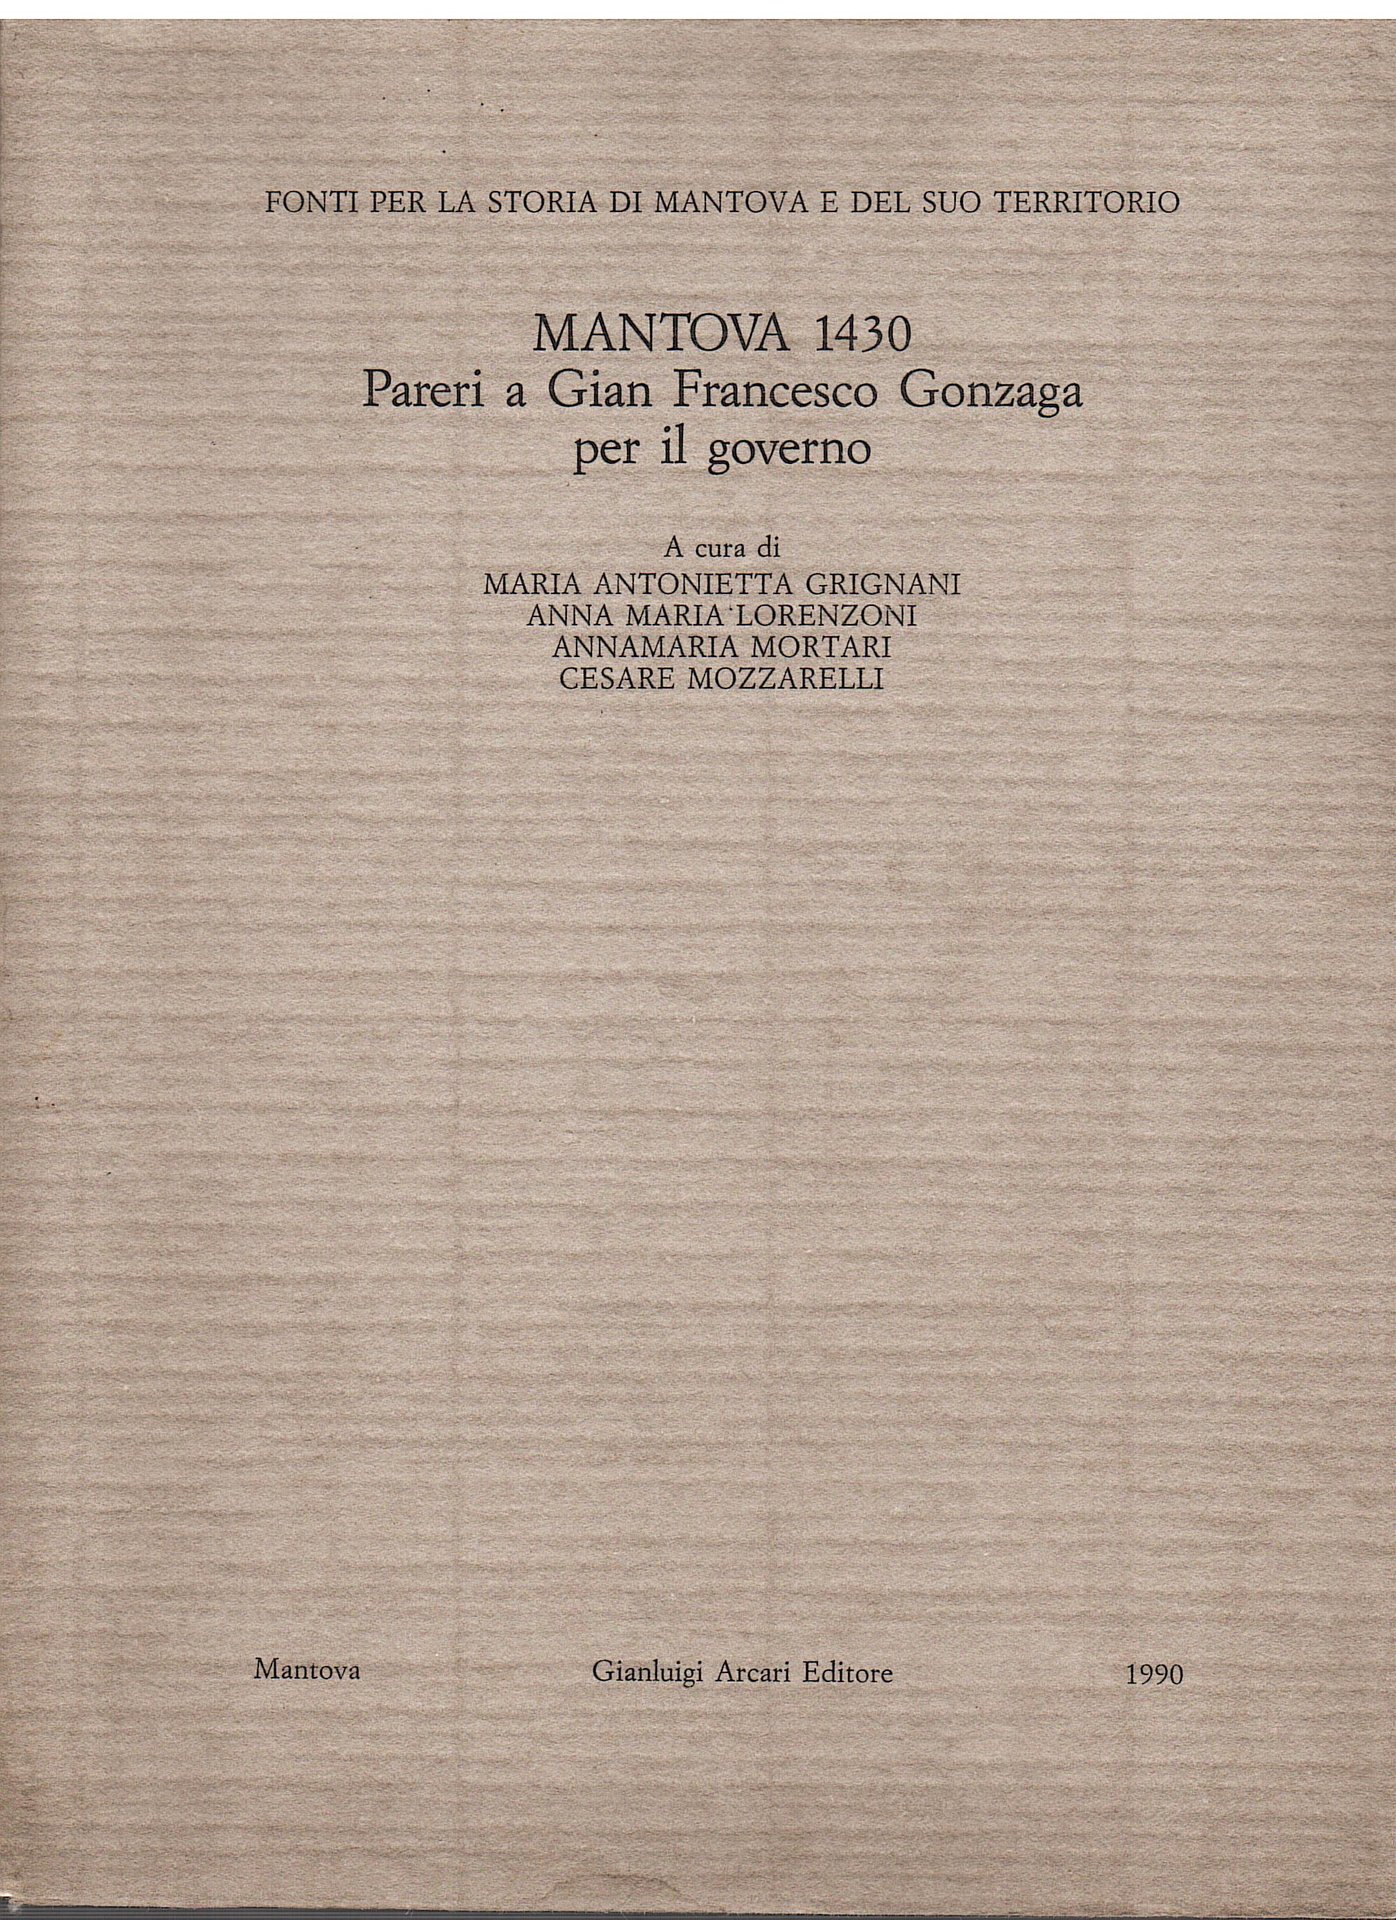 FONTI PER LA STORIA DI MANTOVA E DEL SUO TERRITORIO
MANTOVA 1430
Pareri a Gian Francesco Gonzaga
per il governo
A cura di
MARIA ANTONIETTA GRIGNANI
ANNA MARIA LORENZONI
ANNAMARIA MORTARI
CESARE MOZZARELLI
Mantova Gianluigi Arcari Editore 1990